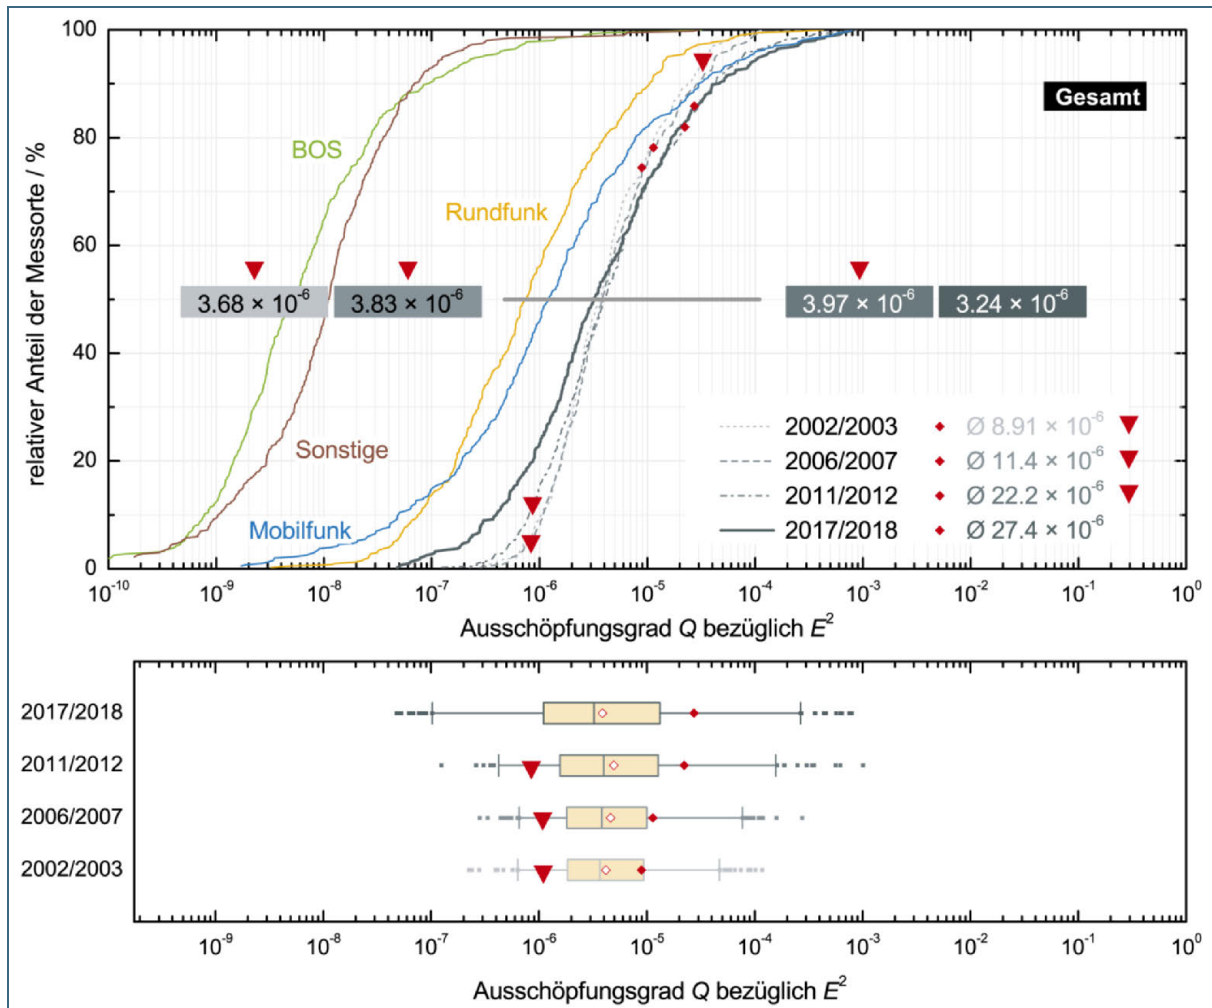 100
80
60
40
20
0
relativer Anteil der Messorte / %
Gesamt
BOS
Rundfunk
Sonstige
Mobilfunk
3.68 × 10⁻⁶ 3.83 × 10⁻⁶ 3.97 × 10⁻⁶ 3.24 × 10⁻⁶
2002/2003 Ø 8.91 × 10⁻⁶
2006/2007 Ø 11.4 × 10⁻⁶
2011/2012 Ø 22.2 × 10⁻⁶
2017/2018 Ø 27.4 × 10⁻⁶
10⁻¹⁰ 10⁻⁹ 10⁻⁸ 10⁻⁷ 10⁻⁶ 10⁻⁵ 10⁻⁴ 10⁻³ 10⁻² 10⁻¹ 10⁰
Ausschöpfungsgrad Q bezüglich E²
2017/2018
2011/2012
2006/2007
2002/2003
10⁻⁹ 10⁻⁸ 10⁻⁷ 10⁻⁶ 10⁻⁵ 10⁻⁴ 10⁻³ 10⁻² 10⁻¹ 10⁰
Ausschöpfungsgrad Q bezüglich E²